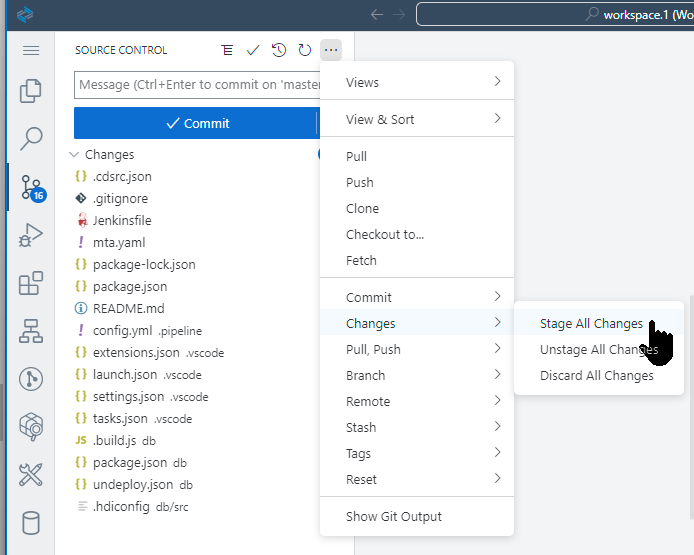 workspace.1 (Wo
SOURCE CONTROL
Message (Ctrl+Enter to commit on 'master
Commit
Changes
.cdsrc.json
.gitignore
Jenkinsfile
mta.yaml
package-lock.json
package.json
README.md
config.yml .pipeline
extensions.json .vscode
launch.json .vscode
settings.json .vscode
tasks.json .vscode
JS .build.js db
package.json db
undeploy.json db
.hdiconfig db/src
16
Views
View & Sort
Pull
Push
Clone
Checkout to...
Fetch
Commit
Changes
Pull, Push
Branch
Remote
Stash
Tags
Reset
Show Git Output
Stage All Changes
Unstage All Changes
Discard All Changes